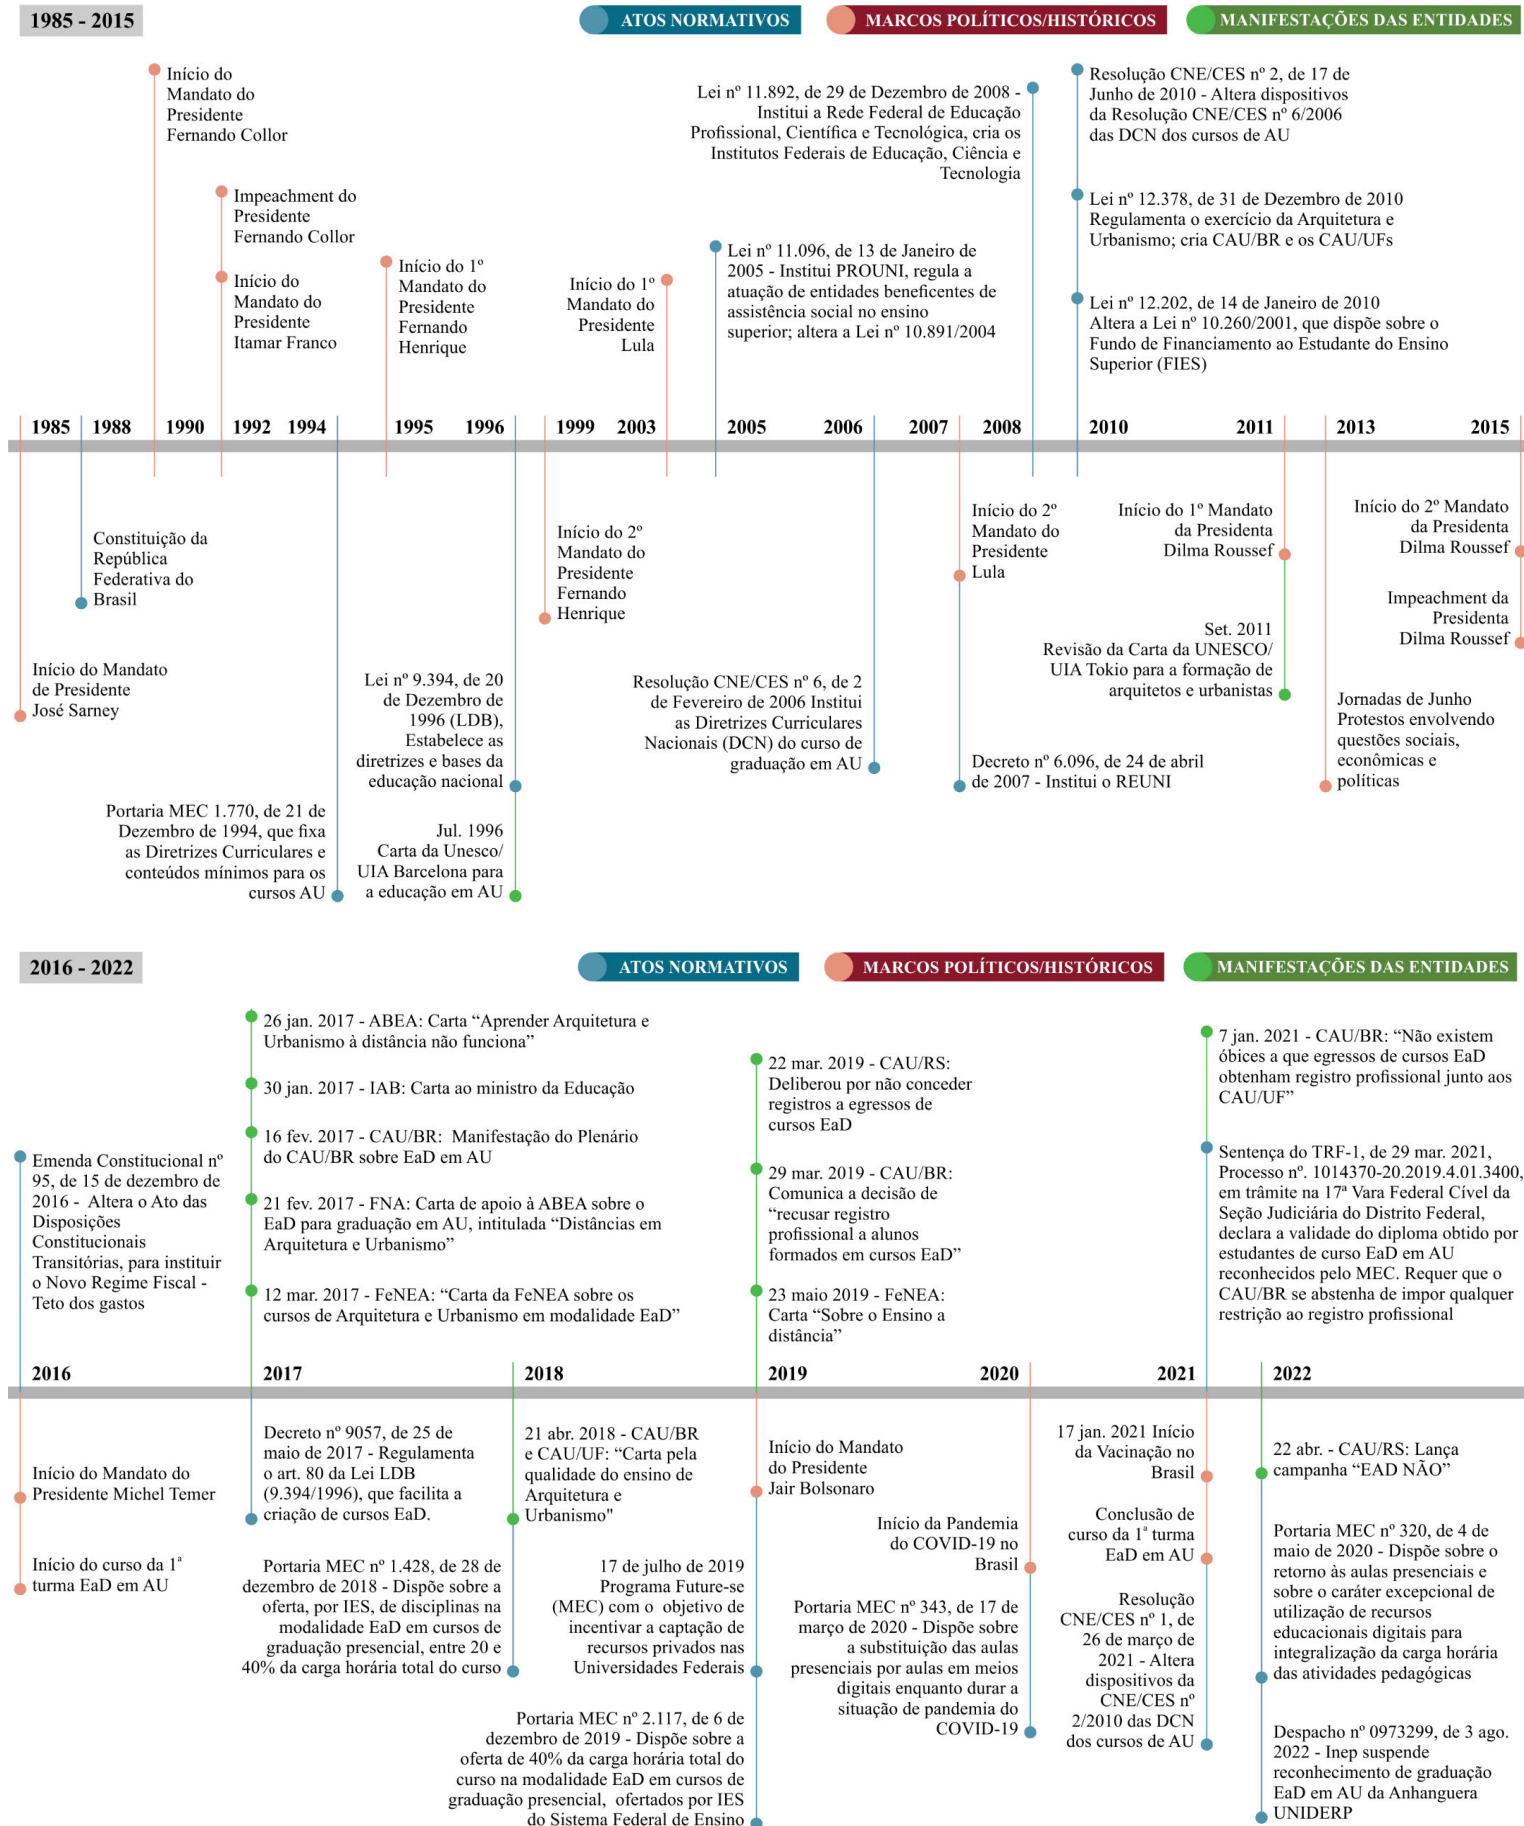 1985 - 2015
ATOS NORMATIVOS
MARCOS POLÍTICOS/HISTÓRICOS
MANIFESTAÇÕES DAS ENTIDADES
Início do
Mandato do
Presidente
Fernando Collor
Impeachment do
Presidente
Fernando Collor
Início do
Mandato do
Presidente
Itamar Franco
Início do 1º
Mandato do
Presidente
Fernando
Henrique
Início do 1º
Mandato do
Presidente
Lula
Lei nº 11.096, de 13 de Janeiro de
2005 - Institui PROUNI, regula a
atuação de entidades beneficentes de
assistência social no ensino
superior; altera a Lei nº 10.891/2004
Lei nº 11.892, de 29 de Dezembro de 2008 -
Institui a Rede Federal de Educação
Profissional, Científica e Tecnológica, cria os
Institutos Federais de Educação, Ciência e
Tecnologia
Resolução CNE/CES nº 2, de 17 de
Junho de 2010 - Altera dispositivos
da Resolução CNE/CES nº 6/2006
das DCN dos cursos de AU
Lei nº 12.378, de 31 de Dezembro de 2010
Regulamenta o exercício da Arquitetura e
Urbanismo; cria CAU/BR e os CAU/UFs
Lei nº 12.202, de 14 de Janeiro de 2010
Altera a Lei nº 10.260/2001, que dispõe sobre o
Fundo de Financiamento ao Estudante do Ensino
Superior (FIES)
1985 1988 1990 1992 1994 1995 1996 1999 2003 2005 2006 2007 2008 2010 2011 2013 2015
Constituição da
República
Federativa do
Brasil
Início do Mandato
de Presidente
José Sarney
Portaria MEC 1.770, de 21 de
Dezembro de 1994, que fixa
as Diretrizes Curriculares e
conteúdos mínimos para os
cursos AU
Lei nº 9.394, de 20
de Dezembro de
1996 (LDB),
Estabelece as
diretrizes e bases da
educação nacional
Jul. 1996
Carta da Unesco/
UIA Barcelona para
a educação em AU
Início do 2º
Mandato do
Presidente
Fernando
Henrique
Resolução CNE/CES nº 6, de 2
de Fevereiro de 2006 Institui
as Diretrizes Curriculares
Nacionais (DCN) do curso de
graduação em AU
Início do 2º
Mandato do
Presidente
Lula
Decreto nº 6.096, de 24 de abril
de 2007 - Institui o REUNI
Início do 1º Mandato
da Presidenta
Dilma Roussef
Set. 2011
Revisão da Carta da UNESCO/
UIA Tokio para a formação de
arquitetos e urbanistas
Jornadas de Junho
Protestos envolvendo
questões sociais,
econômicas e
políticas
Início do 2º Mandato
da Presidenta
Dilma Roussef
Impeachment da
Presidenta
Dilma Roussef
2016 - 2022
ATOS NORMATIVOS
MARCOS POLÍTICOS/HISTÓRICOS
MANIFESTAÇÕES DAS ENTIDADES
Emenda Constitucional nº
95, de 15 de dezembro de
2016 - Altera o Ato das
Disposições
Constitucionais
Transitórias, para instituir
o Novo Regime Fiscal -
Teto dos gastos
26 jan. 2017 - ABEA: Carta “Aprender Arquitetura e
Urbanismo à distância não funciona”
30 jan. 2017 - IAB: Carta ao ministro da Educação
16 fev. 2017 - CAU/BR: Manifestação do Plenário
do CAU/BR sobre EaD em AU
21 fev. 2017 - FNA: Carta de apoio à ABEA sobre o
EaD para graduação em AU, intitulada “Distâncias em
Arquitetura e Urbanismo”
12 mar. 2017 - FeNEA: “Carta da FeNEA sobre os
cursos de Arquitetura e Urbanismo em modalidade EaD”
22 mar. 2019 - CAU/RS:
Deliberou por não conceder
registros a egressos de
cursos EaD
29 mar. 2019 - CAU/BR:
Comunica a decisão de
“recusar registro
profissional a alunos
formados em cursos EaD”
23 maio 2019 - FeNEA:
Carta “Sobre o Ensino a
distância”
7 jan. 2021 - CAU/BR: “Não existem
óbices a que egressos de cursos EaD
obtenham registro profissional junto aos
CAU/UF”
Sentença do TRF-1, de 29 mar. 2021,
Processo nº. 1014370-20.2019.4.01.3400,
em trâmite na 17ª Vara Federal Cível da
Seção Judiciária do Distrito Federal,
declara a validade do diploma obtido por
estudantes de curso EaD em AU
reconhecidos pelo MEC. Requer que o
CAU/BR se abstenha de impor qualquer
restrição ao registro profissional
2016 2017 2018 2019 2020 2021 2022
Início do Mandato do
Presidente Michel Temer
Início do curso da 1ª
turma EaD em AU
Decreto nº 9057, de 25 de
maio de 2017 - Regulamenta
o art. 80 da Lei LDB
(9.394/1996), que facilita a
criação de cursos EaD.
21 abr. 2018 - CAU/BR
e CAU/UF: “Carta pela
qualidade do ensino de
Arquitetura e
Urbanismo"
Portaria MEC nº 1.428, de 28 de
dezembro de 2018 - Dispõe sobre a
oferta, por IES, de disciplinas na
modalidade EaD em cursos de
graduação presencial, entre 20 e
40% da carga horária total do curso
Início do Mandato
do Presidente
Jair Bolsonaro
17 de julho de 2019
Programa Future-se
(MEC) com o objetivo de
incentivar a captação de
recursos privados nas
Universidades Federais
Portaria MEC nº 2.117, de 6 de
dezembro de 2019 - Dispõe sobre a
oferta de 40% da carga horária total do
curso na modalidade EaD em cursos de
graduação presencial, ofertados por IES
do Sistema Federal de Ensino
Início da Pandemia
do COVID-19 no
Brasil
Portaria MEC nº 343, de 17 de
março de 2020 - Dispõe sobre
a substituição das aulas
presenciais por aulas em meios
digitais enquanto durar a
situação de pandemia do
COVID-19
17 jan. 2021 Início
da Vacinação no
Brasil
Conclusão de
curso da 1ª turma
EaD em AU
Resolução
CNE/CES nº 1, de
26 de março de
2021 - Altera
dispositivos da
CNE/CES nº
2/2010 das DCN
dos cursos de AU
22 abr. - CAU/RS: Lança
campanha “EAD NÃO”
Portaria MEC nº 320, de 4 de
maio de 2020 - Dispõe sobre o
retorno às aulas presenciais e
sobre o caráter excepcional de
utilização de recursos
educacionais digitais para
integralização da carga horária
das atividades pedagógicas
Despacho nº 0973299, de 3 ago.
2022 - Inep suspende
reconhecimento de graduação
EaD em AU da Anhanguera
UNIDERP